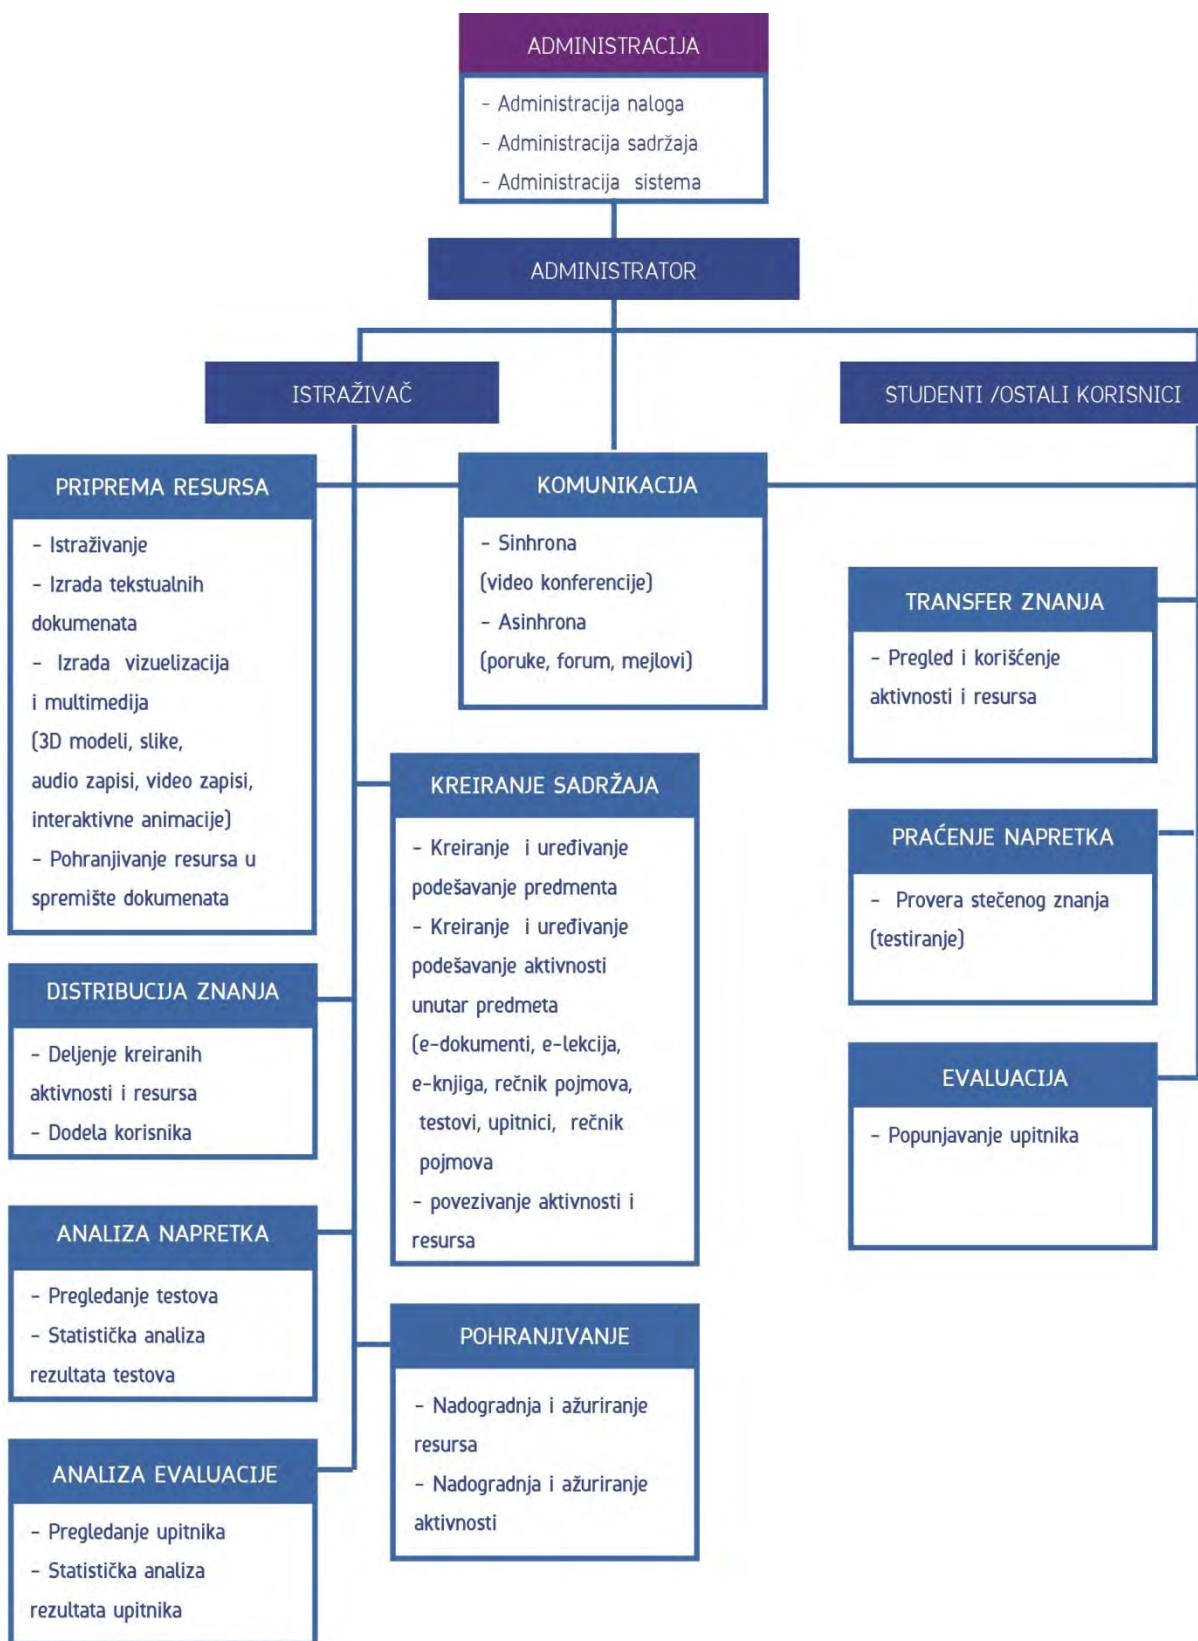 ADMINISTRACIJA
- Administracija naloga
- Administracija sadržaja
- Administracija sistema
ADMINISTRATOR
ISTRAŽIVAČ
STUDENTI /OSTALI KORISNICI
PRIPREMA RESURSA
- Istraživanje
- Izrada tekstualnih
dokumenata
- Izrada vizuelizacija
i multimedija
(3D modeli, slike,
audio zapisi, video zapisi,
interaktivne animacije)
- Pohranjivanje resursa u
spremište dokumenata
KOMUNIKACIJA
- Sinhrona
(video konferencije)
- Asinhrona
(poruke, forum, mejlovi)
TRANSFER ZNANJA
- Pregled i korišćenje
aktivnosti i resursa
KREIRANJE SADRŽAJA
- Kreiranje i uređivanje
podešavanje predmenta
- Kreiranje i uređivanje
podešavanje aktivnosti
unutar predmeta
(e-dokumenti, e-lekcija,
e-knjiga, rečnik pojmova,
testovi, upitnici, rečnik
pojmova
- povezivanje aktivnosti i
resursa
PRAĆENJE NAPRETKA
- Provera stečenog znanja
(testiranje)
DISTRIBUCIJA ZNANJA
- Deljenje kreiranih
aktivnosti i resursa
- Dodela korisnika
EVALUACIJA
- Popunjavanje upitnika
ANALIZA NAPRETKA
- Pregledanje testova
- Statistička analiza
rezultata testova
POHRANJIVANJE
- Nadogradnja i ažuriranje
resursa
- Nadogradnja i ažuriranje
aktivnosti
ANALIZA EVALUACIJE
- Pregledanje upitnika
- Statistička analiza
rezultata upitnika